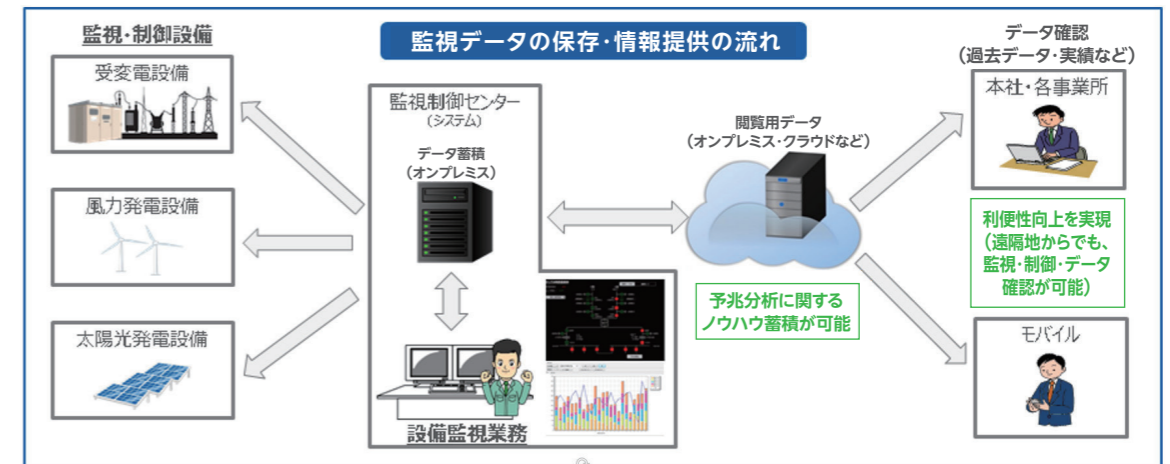 監視データの保存・情報提供の流れ
監視・制御設備
受変電設備
風力発電設備
太陽光発電設備
監視制御センター
(システム)
データ蓄積
(オンプレミス)
設備監視業務
閲覧用データ
(オンプレミス・クラウドなど)
予兆分析に関する
ノウハウ蓄積が可能
データ確認
(過去データ・実績など)
本社・各事業所
利便性向上を実現
(遠隔地からでも、
監視・制御・データ
確認が可能)
モバイル